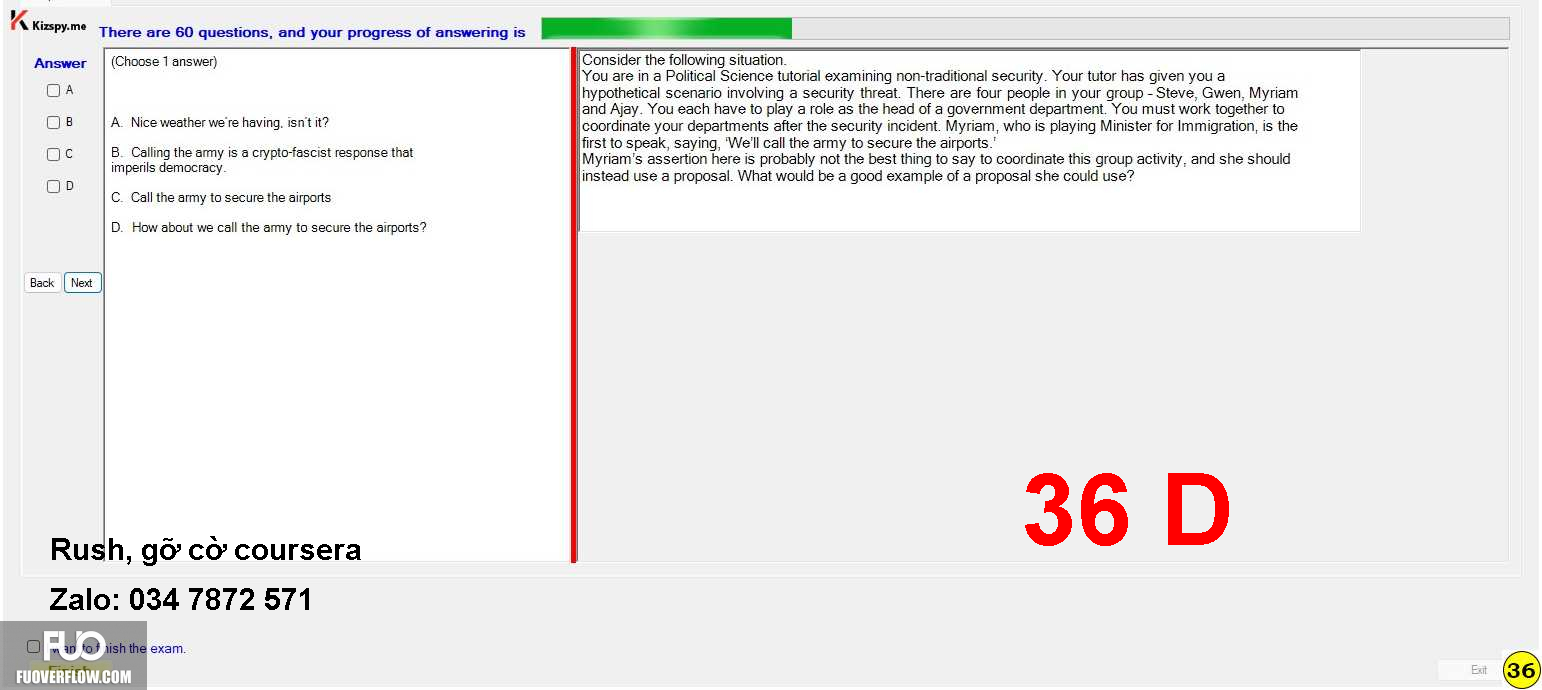 Kizspy.me
There are 60 questions, and your progress of answering is
Answer
A
B
C
D
Back
Next
(Choose 1 answer)
A. Nice weather we're having, isn't it?
B. Calling the army is a crypto-fascist response that
imperils democracy.
C. Call the army to secure the airports
D. How about we call the army to secure the airports?
Consider the following situation.
You are in a Political Science tutorial examining non-traditional security. Your tutor has given you a
hypothetical scenario involving a security threat. There are four people in your group - Steve, Gwen, Myriam
and Ajay. You each have to play a role as the head of a government department. You must work together to
coordinate your departments after the security incident. Myriam, who is playing Minister for Immigration, is the
first to speak, saying, 'We'll call the army to secure the airports.'
Myriam's assertion here is probably not the best thing to say to coordinate this group activity, and she should
instead use a proposal. What would be a good example of a proposal she could use?
36 D
Rush, gỡ cờ coursera
Zalo: 034 7872 571
FUO
FUOVERFLOW.COM
want to finish the exam.
Finish
Exit
36